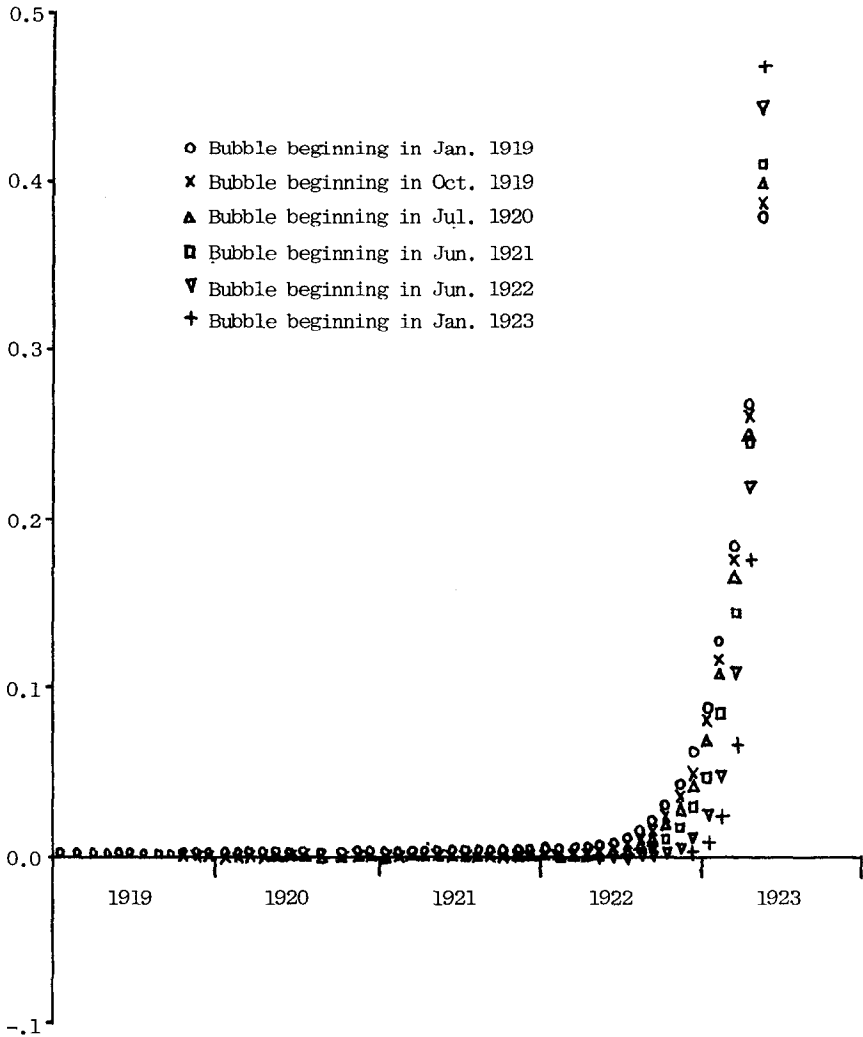 0.5
○ Bubble beginning in Jan. 1919
× Bubble beginning in Oct. 1919
0.4
△ Bubble beginning in Jul. 1920
□ Bubble beginning in Jun. 1921
▽ Bubble beginning in Jun. 1922
+ Bubble beginning in Jan. 1923
0.3
0.2
0.1
0.0
1919 1920 1921 1922 1923
-.1